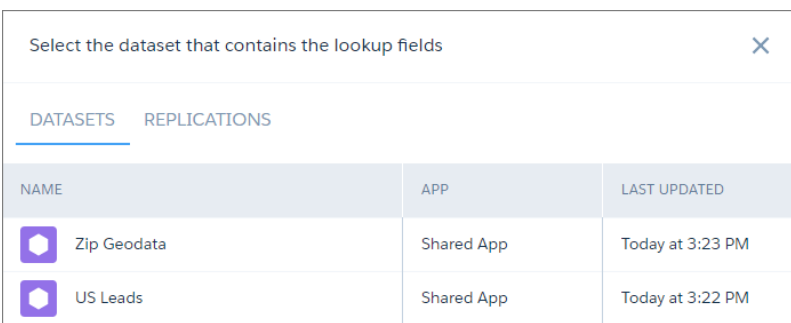 Select the dataset that contains the lookup fields
DATASETS REPLICATIONS
NAME APP LAST UPDATED
Zip Geodata Shared App Today at 3:23 PM
US Leads Shared App Today at 3:22 PM